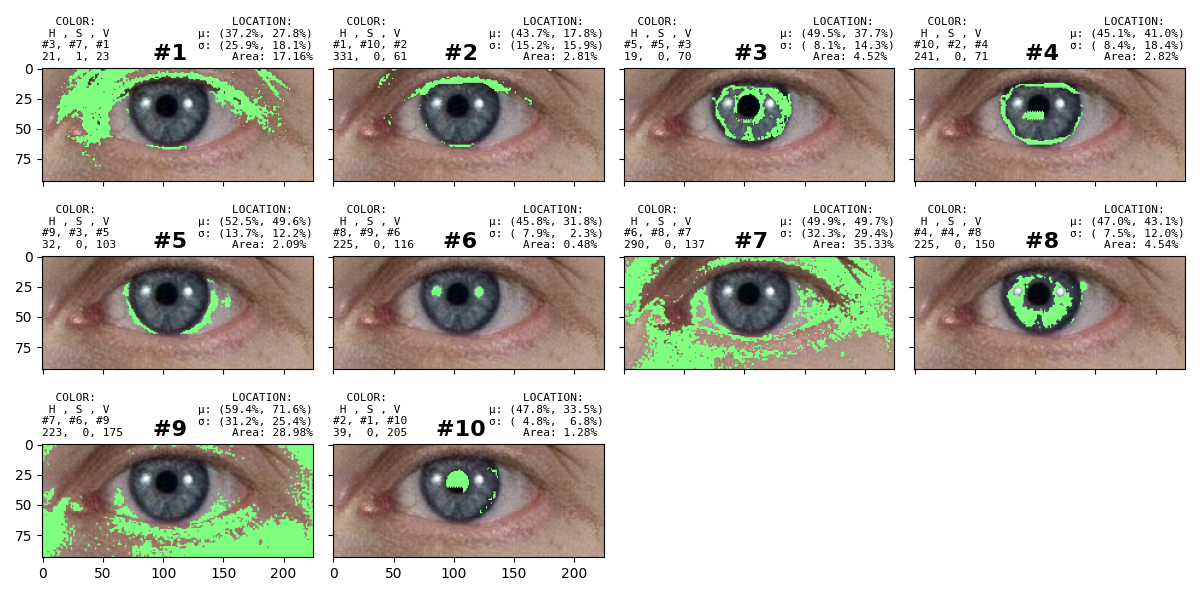 COLOR: LOCATION:
H , S , V μ: (37.2%, 27.8%)
#3, #7, #1 σ: (25.9%, 18.1%)
21, 1, 23 #1 Area: 17.16%
COLOR: LOCATION:
H , S , V μ: (43.7%, 17.8%)
#1, #10, #2 σ: (15.2%, 15.9%)
331, 0, 61 #2 Area: 2.81%
COLOR: LOCATION:
H , S , V μ: (49.5%, 37.7%)
#5, #5, #3 σ: ( 8.1%, 14.3%)
19, 0, 70 #3 Area: 4.52%
COLOR: LOCATION:
H , S , V μ: (45.1%, 41.0%)
#10, #2, #4 σ: ( 8.4%, 18.4%)
241, 0, 71 #4 Area: 2.82%
0
25
50
75
COLOR: LOCATION:
H , S , V μ: (52.5%, 49.6%)
#9, #3, #5 σ: (13.7%, 12.2%)
32, 0, 103 #5 Area: 2.09%
COLOR: LOCATION:
H , S , V μ: (45.8%, 31.8%)
#8, #9, #6 σ: ( 7.9%, 2.3%)
225, 0, 116 #6 Area: 0.48%
COLOR: LOCATION:
H , S , V μ: (49.9%, 49.7%)
#6, #8, #7 σ: (32.3%, 29.4%)
290, 0, 137 #7 Area: 35.33%
COLOR: LOCATION:
H , S , V μ: (47.0%, 43.1%)
#4, #4, #8 σ: ( 7.5%, 12.0%)
225, 0, 150 #8 Area: 4.54%
0
25
50
75
COLOR: LOCATION:
H , S , V μ: (59.4%, 71.6%)
#7, #6, #9 σ: (31.2%, 25.4%)
223, 0, 175 #9 Area: 28.98%
COLOR: LOCATION:
H , S , V μ: (47.8%, 33.5%)
#2, #1, #10 σ: ( 4.8%, 6.8%)
39, 0, 205 #10 Area: 1.28%
0
25
50
75
0 50 100 150 200
0 50 100 150 200